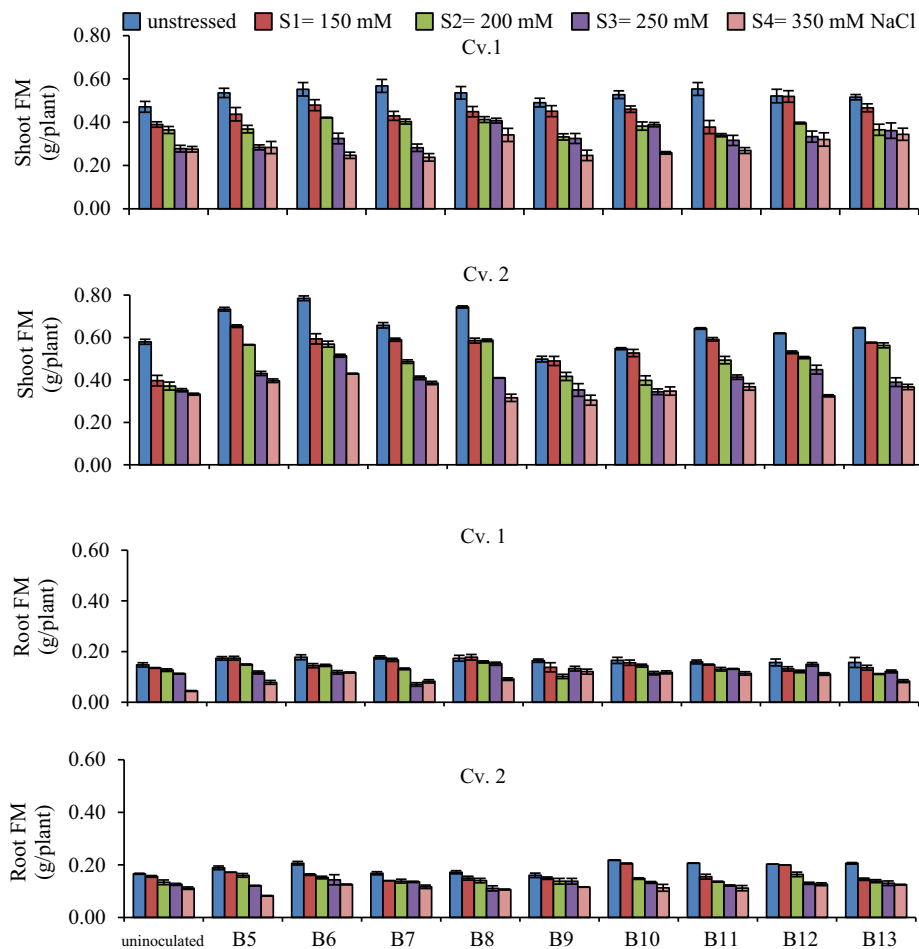 unstressed S1= 150 mM S2= 200 mM S3= 250 mM S4= 350 mM NaCl
Cv.1
Shoot FM
(g/plant)
0.80
0.60
0.40
0.20
0.00
Cv. 2
Shoot FM
(g/plant)
0.80
0.60
0.40
0.20
0.00
Cv. 1
Root FM
(g/plant)
0.60
0.40
0.20
0.00
Cv. 2
Root FM
(g/plant)
0.60
0.40
0.20
0.00
uninoculated B5 B6 B7 B8 B9 B10 B11 B12 B13